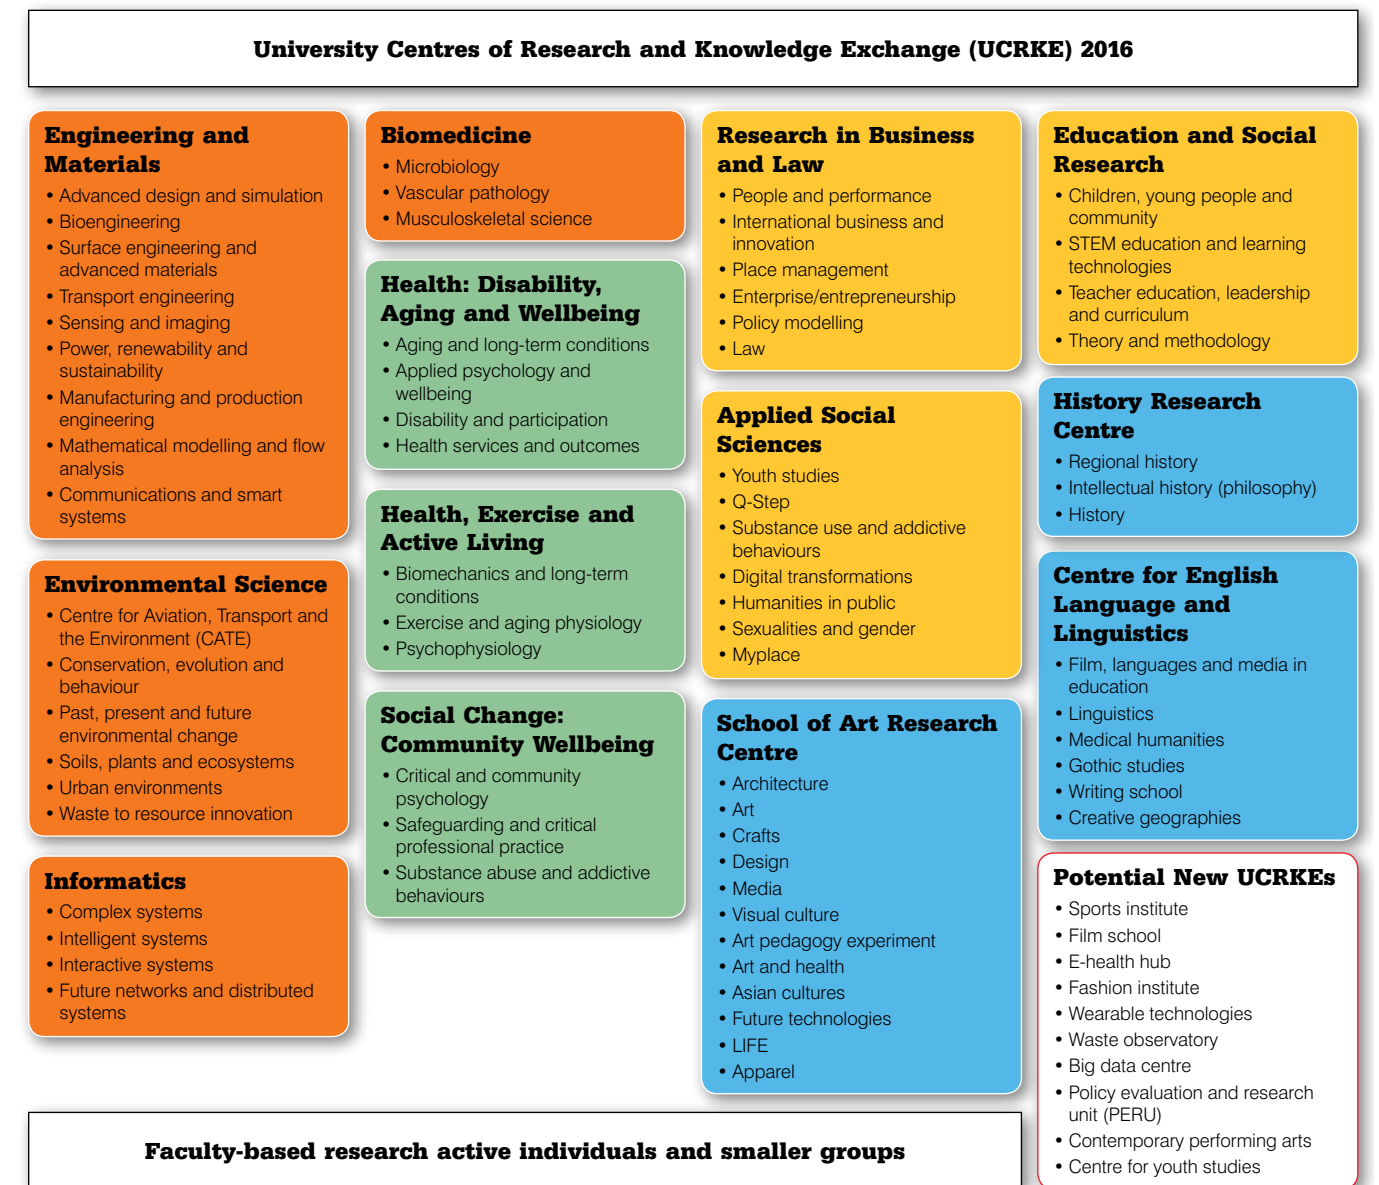 University Centres of Research and Knowledge Exchange (UCRKE) 2016
Engineering and
Materials
• Advanced design and simulation
• Bioengineering
• Surface engineering and
advanced materials
• Transport engineering
• Sensing and imaging
• Power, renewability and
sustainability
• Manufacturing and production
engineering
• Mathematical modelling and flow
analysis
• Communications and smart
systems
Environmental Science
• Centre for Aviation, Transport and
the Environment (CATE)
• Conservation, evolution and
behaviour
• Past, present and future
environmental change
• Soils, plants and ecosystems
• Urban environments
• Waste to resource innovation
Informatics
• Complex systems
• Intelligent systems
• Interactive systems
• Future networks and distributed
systems
Biomedicine
• Microbiology
• Vascular pathology
• Musculoskeletal science
Health: Disability,
Aging and Wellbeing
• Aging and long-term conditions
• Applied psychology and
wellbeing
• Disability and participation
• Health services and outcomes
Health, Exercise and
Active Living
• Biomechanics and long-term
conditions
• Exercise and aging physiology
• Psychophysiology
Social Change:
Community Wellbeing
• Critical and community
psychology
• Safeguarding and critical
professional practice
• Substance abuse and addictive
behaviours
Research in Business
and Law
• People and performance
• International business and
innovation
• Place management
• Enterprise/entrepreneurship
• Policy modelling
• Law
Applied Social
Sciences
• Youth studies
• Q-Step
• Substance use and addictive
behaviours
• Digital transformations
• Humanities in public
• Sexualities and gender
• Myplace
School of Art Research
Centre
• Architecture
• Art
• Crafts
• Design
• Media
• Visual culture
• Art pedagogy experiment
• Art and health
• Asian cultures
• Future technologies
• LIFE
• Apparel
Education and Social
Research
• Children, young people and
community
• STEM education and learning
technologies
• Teacher education, leadership
and curriculum
• Theory and methodology
History Research
Centre
• Regional history
• Intellectual history (philosophy)
• History
Centre for English
Language and
Linguistics
• Film, languages and media in
education
• Linguistics
• Medical humanities
• Gothic studies
• Writing school
• Creative geographies
Potential New UCRKEs
• Sports institute
• Film school
• E-health hub
• Fashion institute
• Wearable technologies
• Waste observatory
• Big data centre
• Policy evaluation and research
unit (PERU)
• Contemporary performing arts
• Centre for youth studies
Faculty-based research active individuals and smaller groups